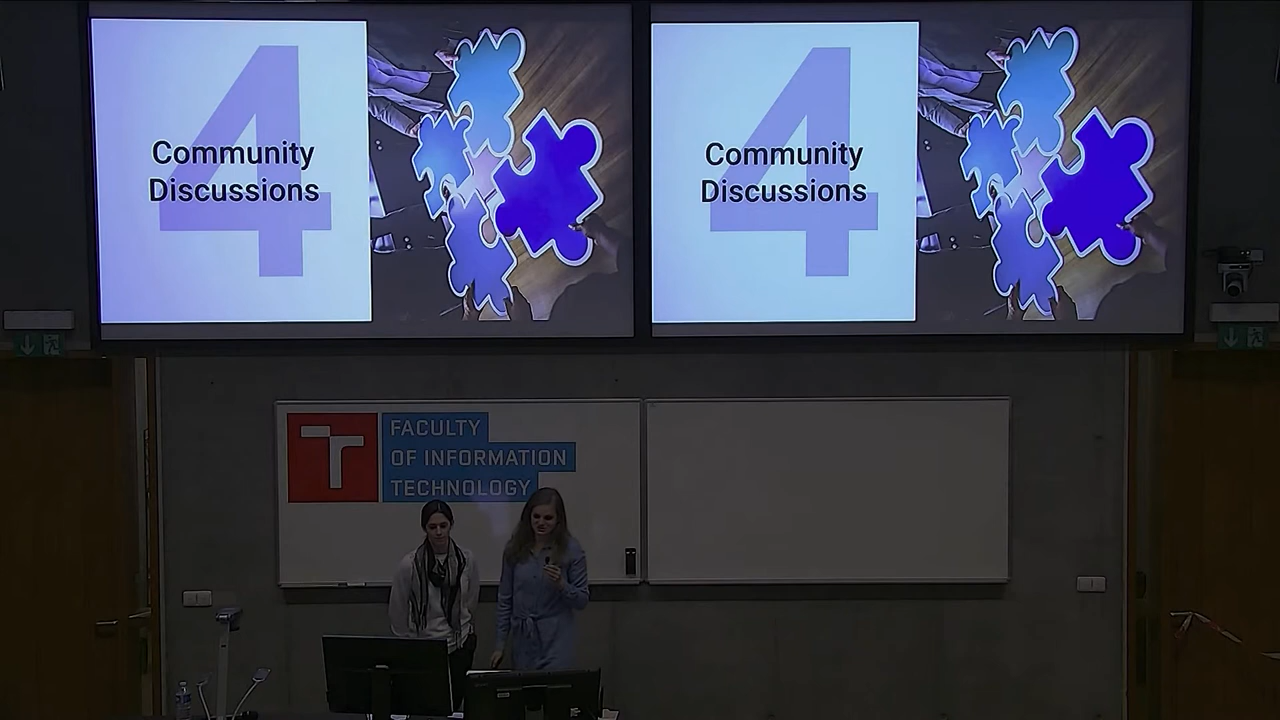 4
Community
Discussions
4
Community
Discussions
T
FACULTY
OF INFORMATION
TECHNOLOGY